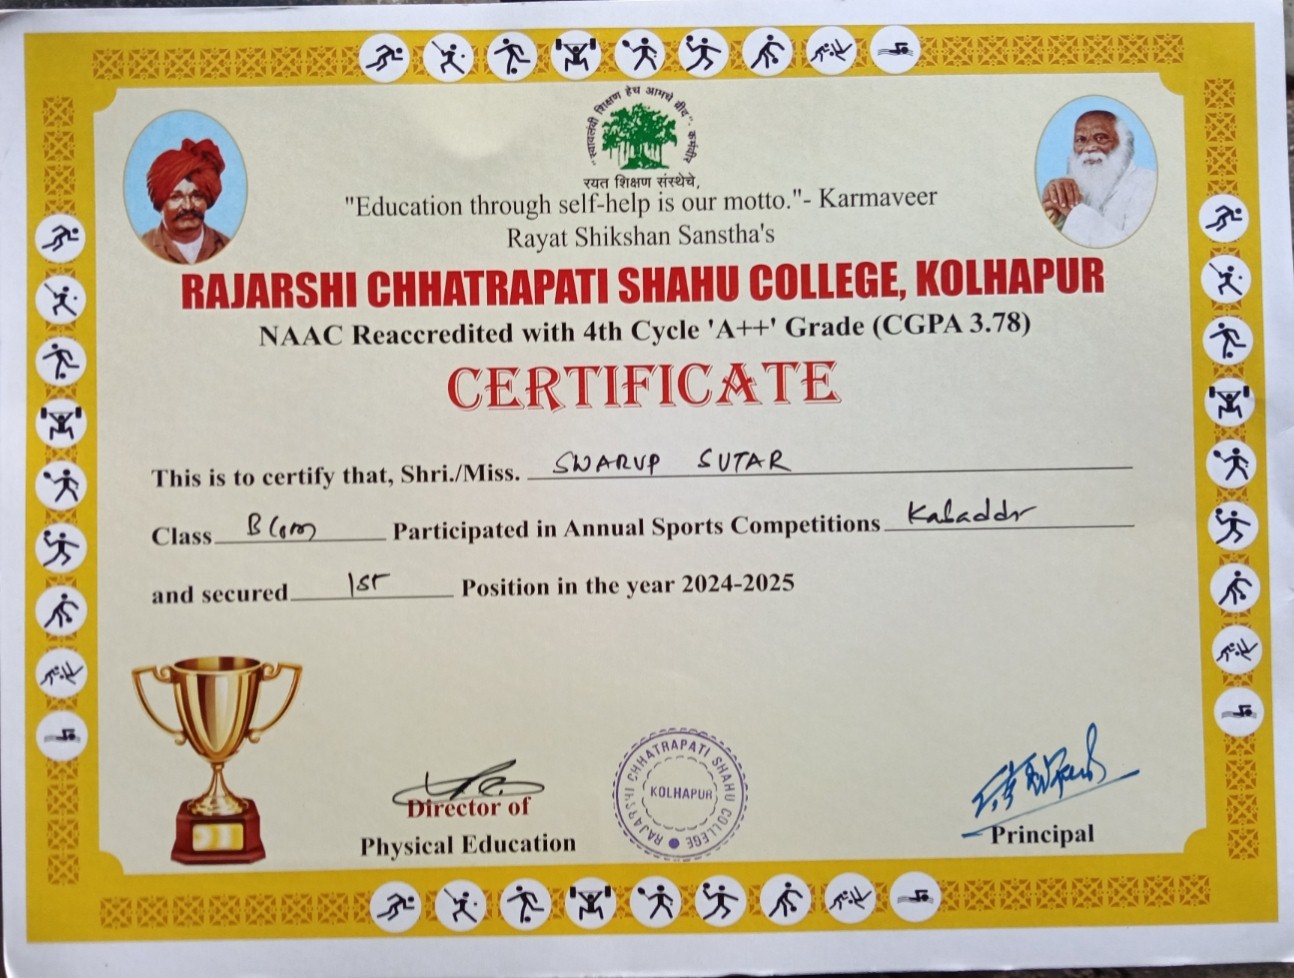 "स्वावलंबी शिक्षण हेच आमचे ब्रीद". कर्मवीर
रयत शिक्षण संस्थेचे,
"Education through self-help is our motto."- Karmaveer
Rayat Shikshan Sanstha's
RAJARSHI CHHATRAPATI SHAHU COLLEGE, KOLHAPUR
NAAC Reaccredited with 4th Cycle 'A++' Grade (CGPA 3.78)
CERTIFICATE
This is to certify that, Shri./Miss. SWARUP SUTAR
Class B Com Participated in Annual Sports Competitions Kabaddi
and secured 1st Position in the year 2024-2025
RAJARSHI CHHATRAPATI SHAHU COLLEGE
KOLHAPUR
Director of
Physical Education
Principal